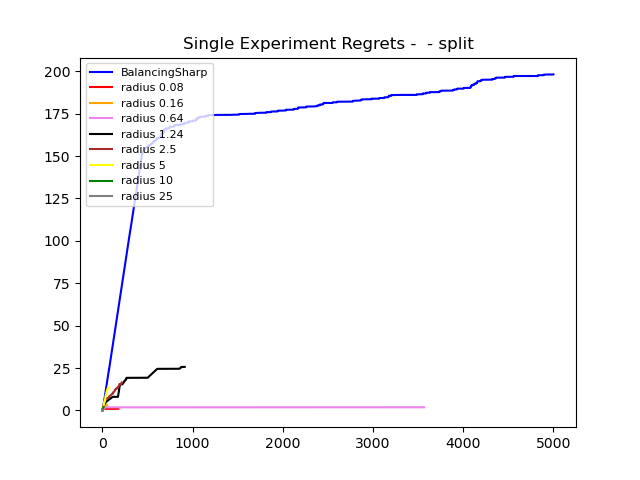 Single Experiment Regrets -  - split
200
175
150
125
100
75
50
25
0
BalancingSharp
radius 0.08
radius 0.16
radius 0.64
radius 1.24
radius 2.5
radius 5
radius 10
radius 25
0 1000 2000 3000 4000 5000